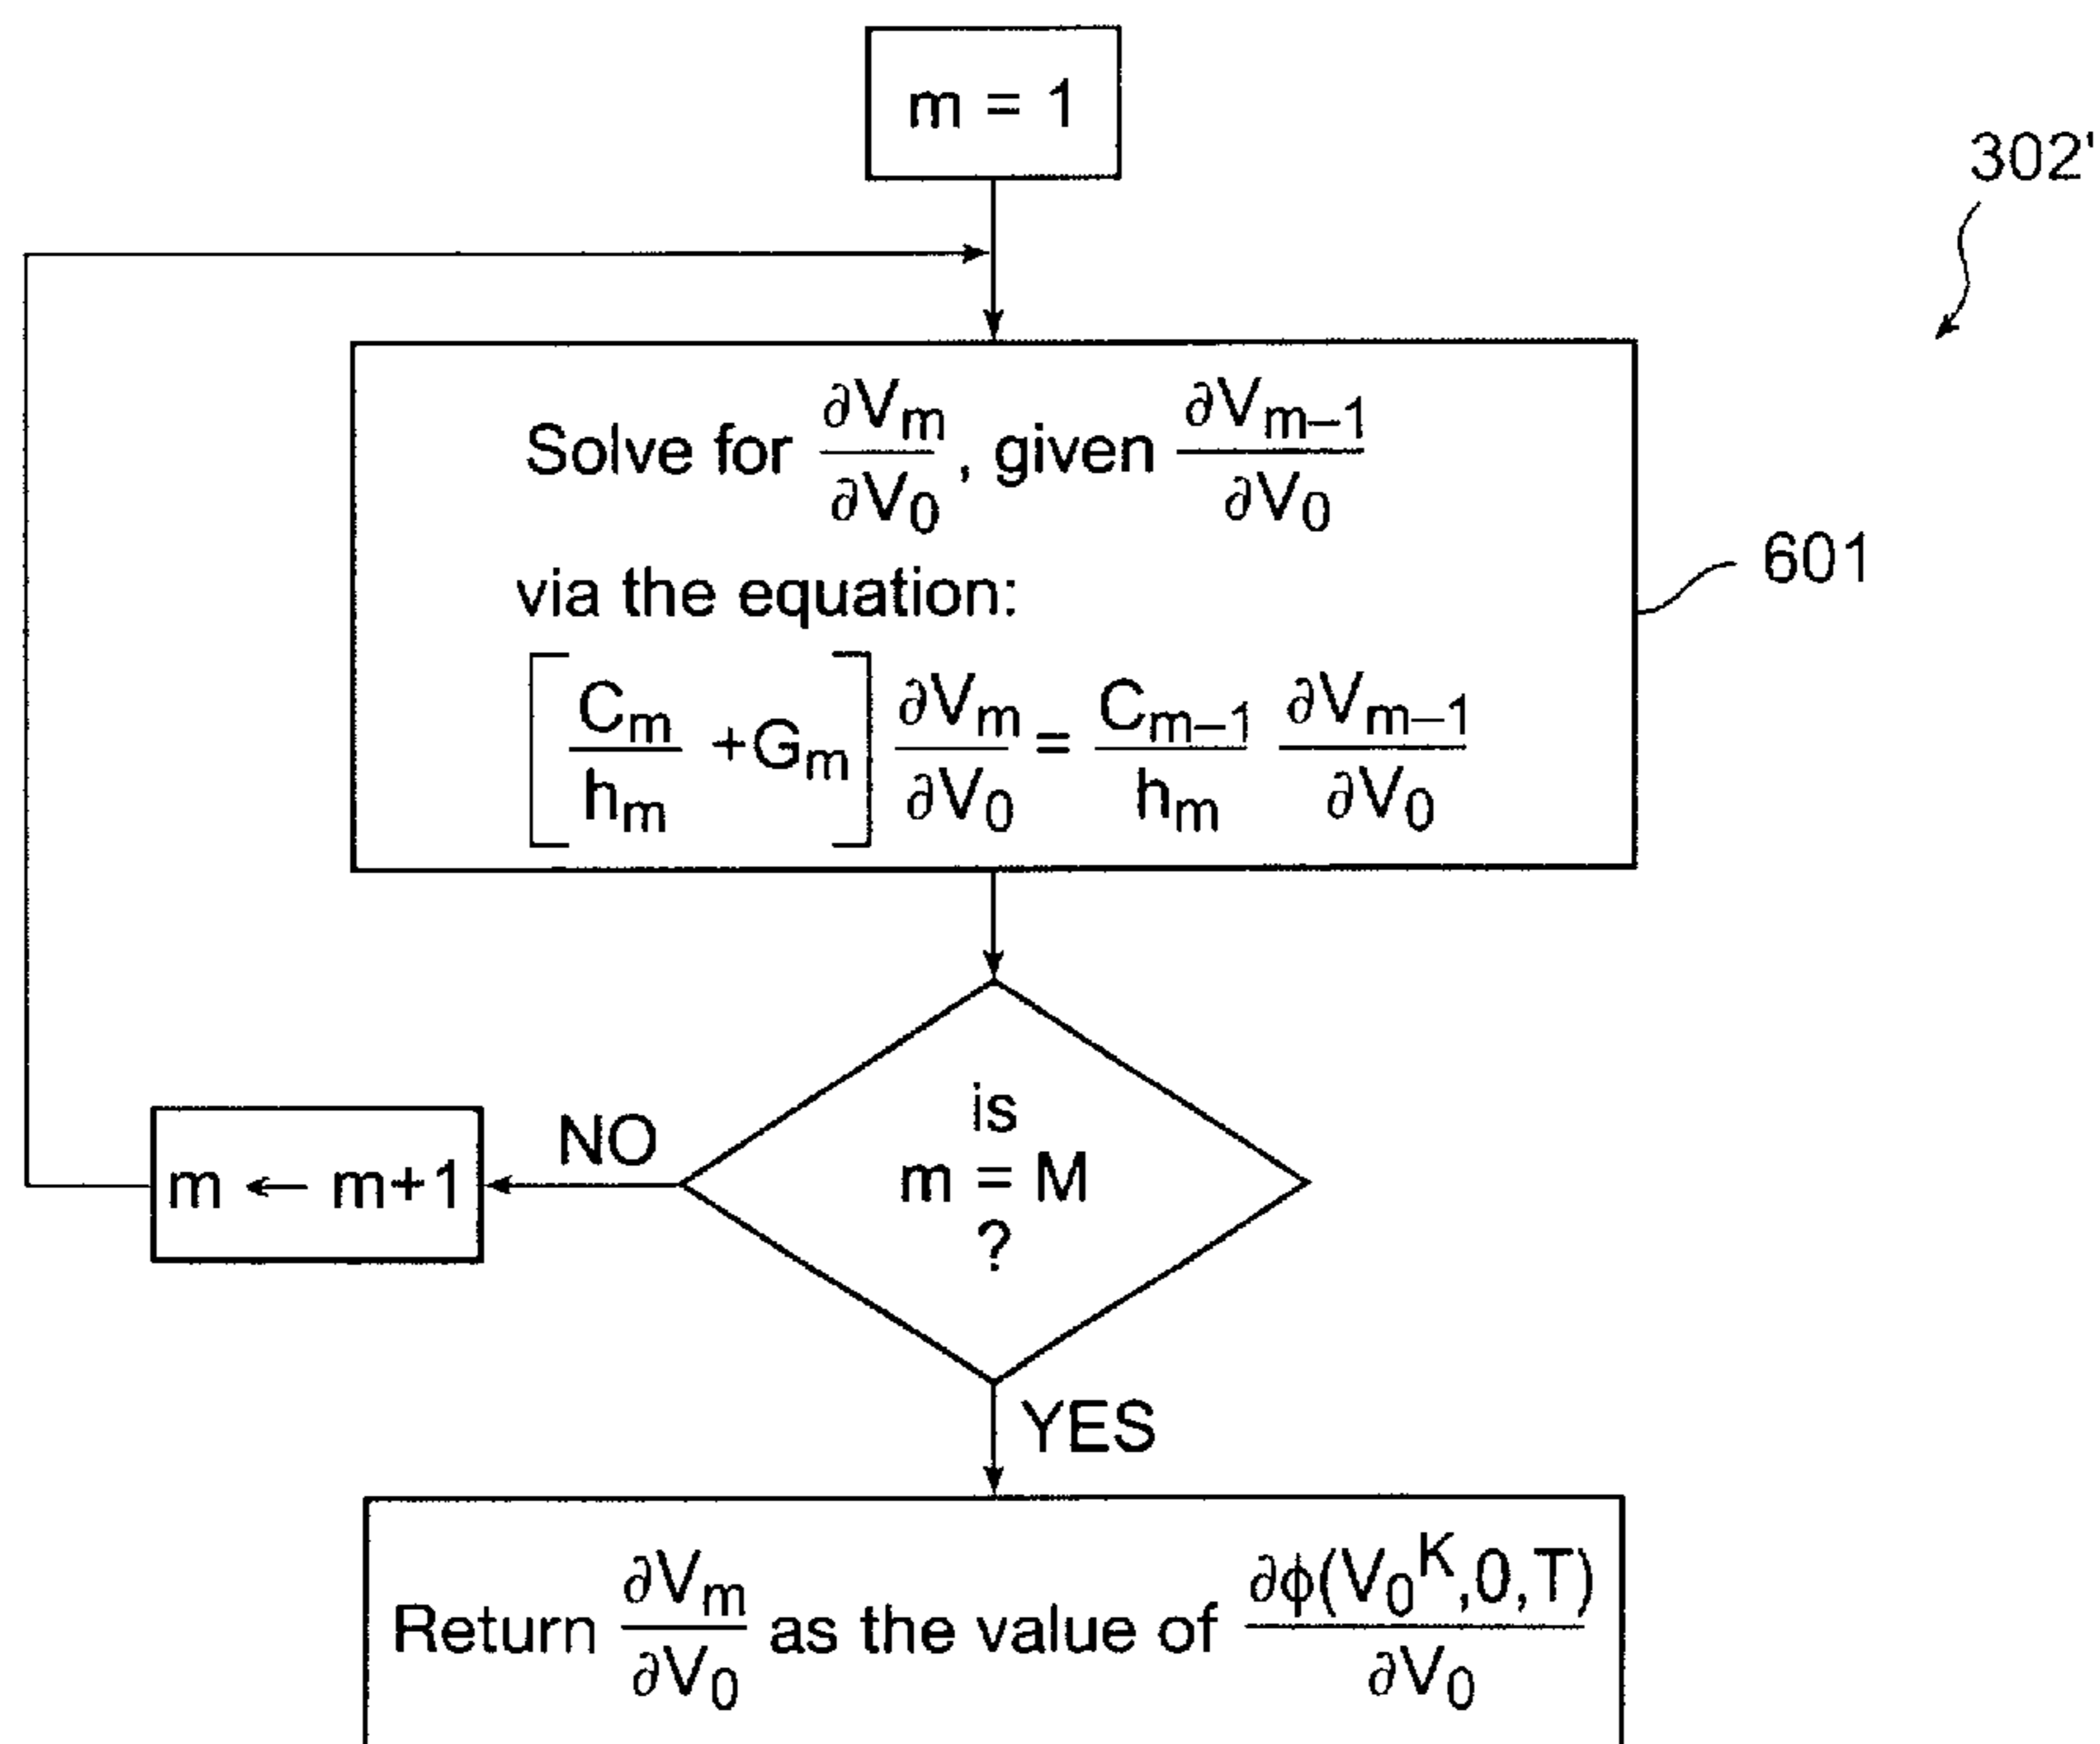 m = 1
302'
Solve for ∂Vm/∂V0, given ∂Vm–1/∂V0
via the equation:
[Cm/hm +Gm] ∂Vm/∂V0 = Cm–1/hm ∂Vm–1/∂V0
601
is
m = M
?
NO
m ← m+1
YES
Return ∂Vm/∂V0 as the value of ∂ϕ(V0^K,0,T)/∂V0